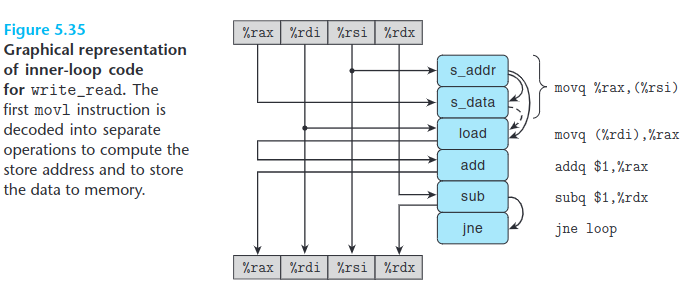 Figure 5.35
Graphical representation
of inner-loop code
for write_read. The
first movl instruction is
decoded into separate
operations to compute the
store address and to store
the data to memory.
%rax %rdi %rsi %rdx
s_addr
s_data
movq %rax,(%rsi)
load
movq (%rdi),%rax
add
addq $1,%rax
sub
subq $1,%rdx
jne
jne loop
%rax %rdi %rsi %rdx